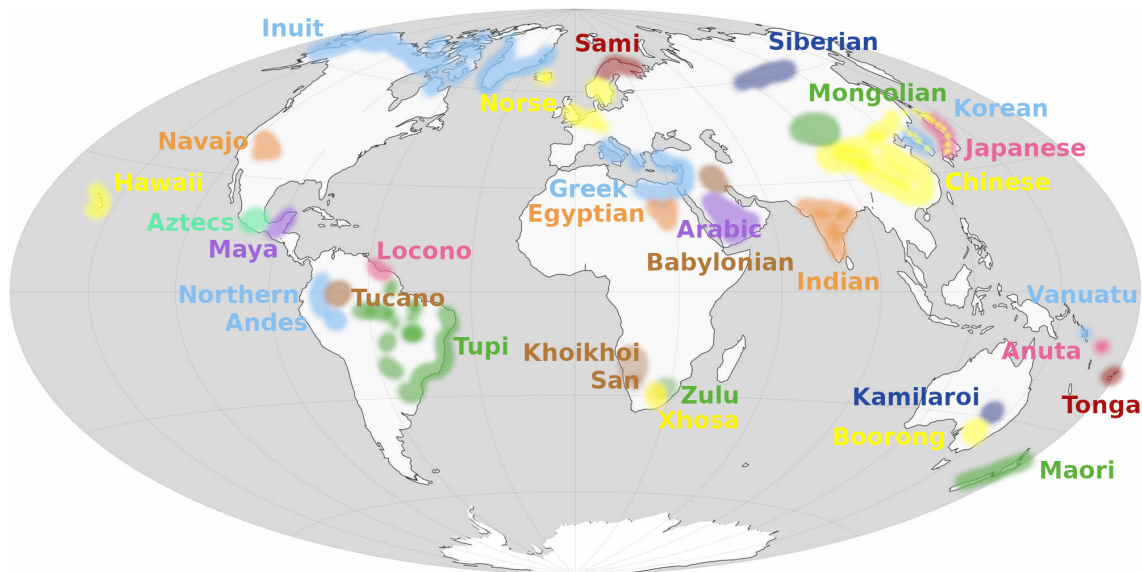 Inuit
Sami
Siberian
Norse
Mongolian
Korean
Navajo
Japanese
Hawaii
Greek
Chinese
Aztecs
Egyptian
Maya
Arabic
Locono
Babylonian
Indian
Northern
Andes
Tucano
Vanuatu
Tupi
Khoikhoi
San
Anuta
Zulu
Kamilaroi
Tonga
Xhosa
Boorong
Maori